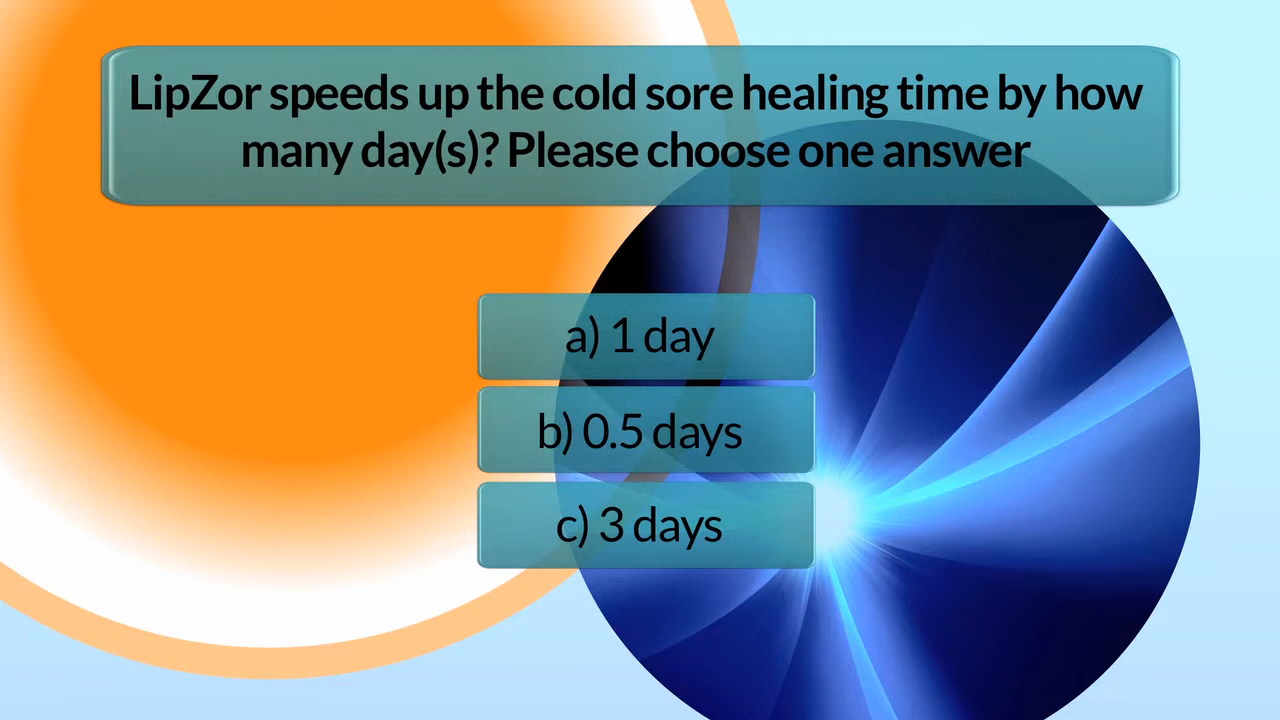 LipZor speeds up the cold sore healing time by how
many day(s)? Please choose one answer
a) 1 day
b) 0.5 days
c) 3 days